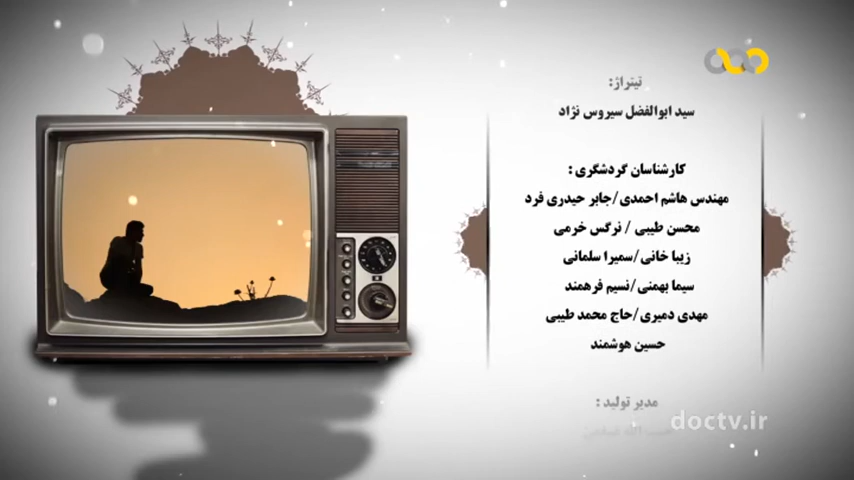 تیتراژ:
سید ابوالفضل سیروس نژاد
کارشناسان گردشگری :
مهندس هاشم احمدی/جابر حیدری فرد
محسن طیبی / نرگس خرمی
زیبا خانی/سمیرا سلمانی
سیما بهمنی/نسیم فرهمند
مهدی دمیری/حاج محمد طیبی
حسین هوشمند
مدیر تولید :
doctv.ir